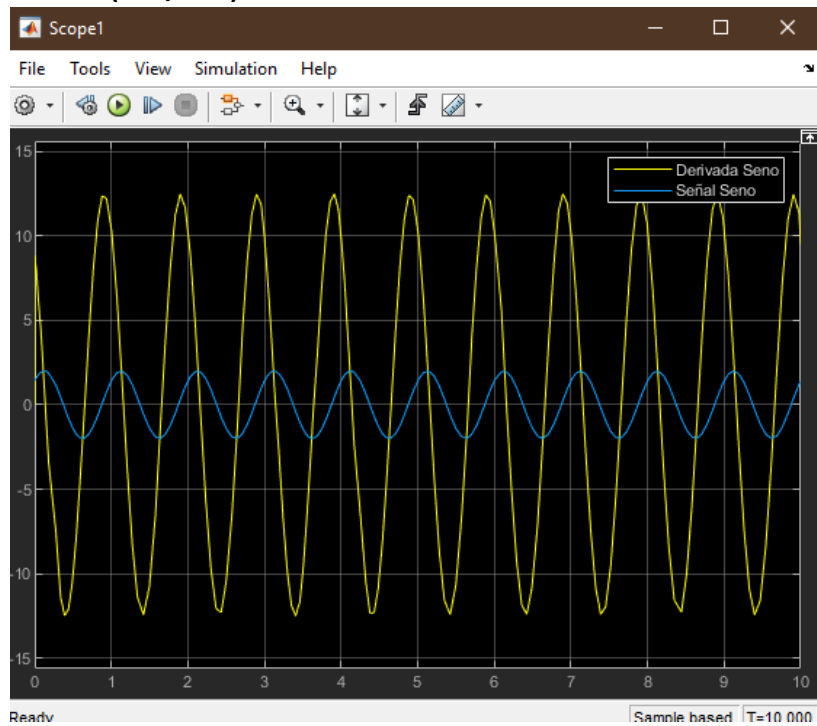 Scope1
File Tools View Simulation Help
15
10
5
0
-5
-10
-15
Derivada Seno
Señal Seno
0 1 2 3 4 5 6 7 8 9 10
Ready
Sample based T=10.000